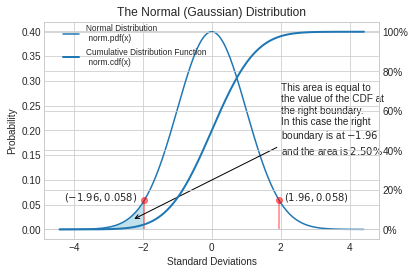 The Normal (Gaussian) Distribution
Normal Distribution
norm.pdf(x)
Cumulative Distribution Function
norm.cdf(x)
0.40
0.35
0.30
0.25
0.20
0.15
0.10
0.05
0.00
Probability
100%
80%
60%
40%
20%
0%
This area is equal to
the value of the CDF at
the right boundary.
In this case the right
boundary is at −1.96
and the area is 2.50%
(−1.96, 0.058)
(1.96, 0.058)
−4
−2
0
2
4
Standard Deviations